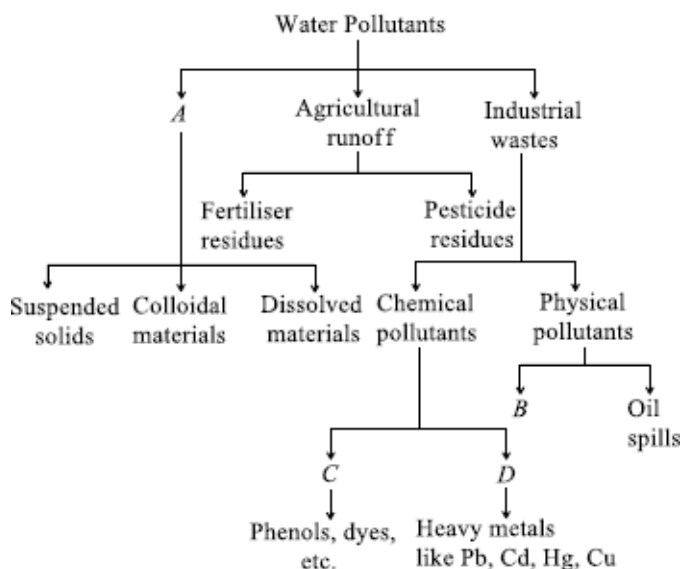 Water Pollutants
A
Agricultural
runoff
Industrial
wastes
Fertiliser
residues
Pesticide
residues
Suspended
solids
Colloidal
materials
Dissolved
materials
Chemical
pollutants
Physical
pollutants
B
Oil
spills
C
D
Phenols, dyes,
etc.
Heavy metals
like Pb, Cd, Hg, Cu